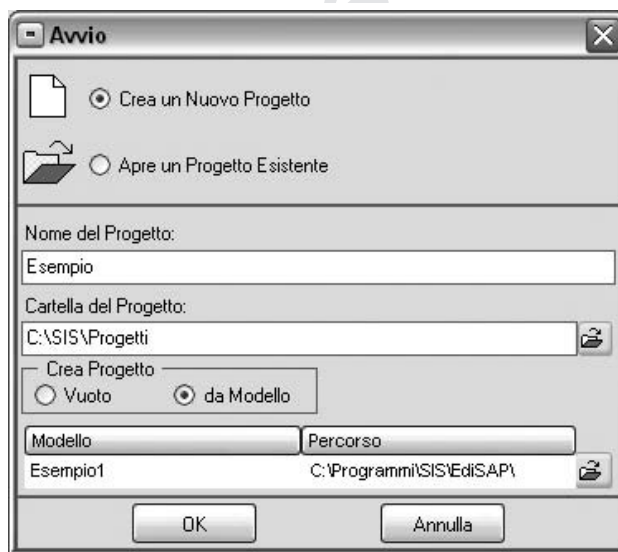 Avvio
Crea un Nuovo Progetto
Apre un Progetto Esistente
Nome del Progetto:
Esempio
Cartella del Progetto:
C:\SIS\Progetti
Crea Progetto
Vuoto da Modello
Modello Percorso
Esempio1 C:\Programmi\SIS\EdiSAP\
OK Annulla